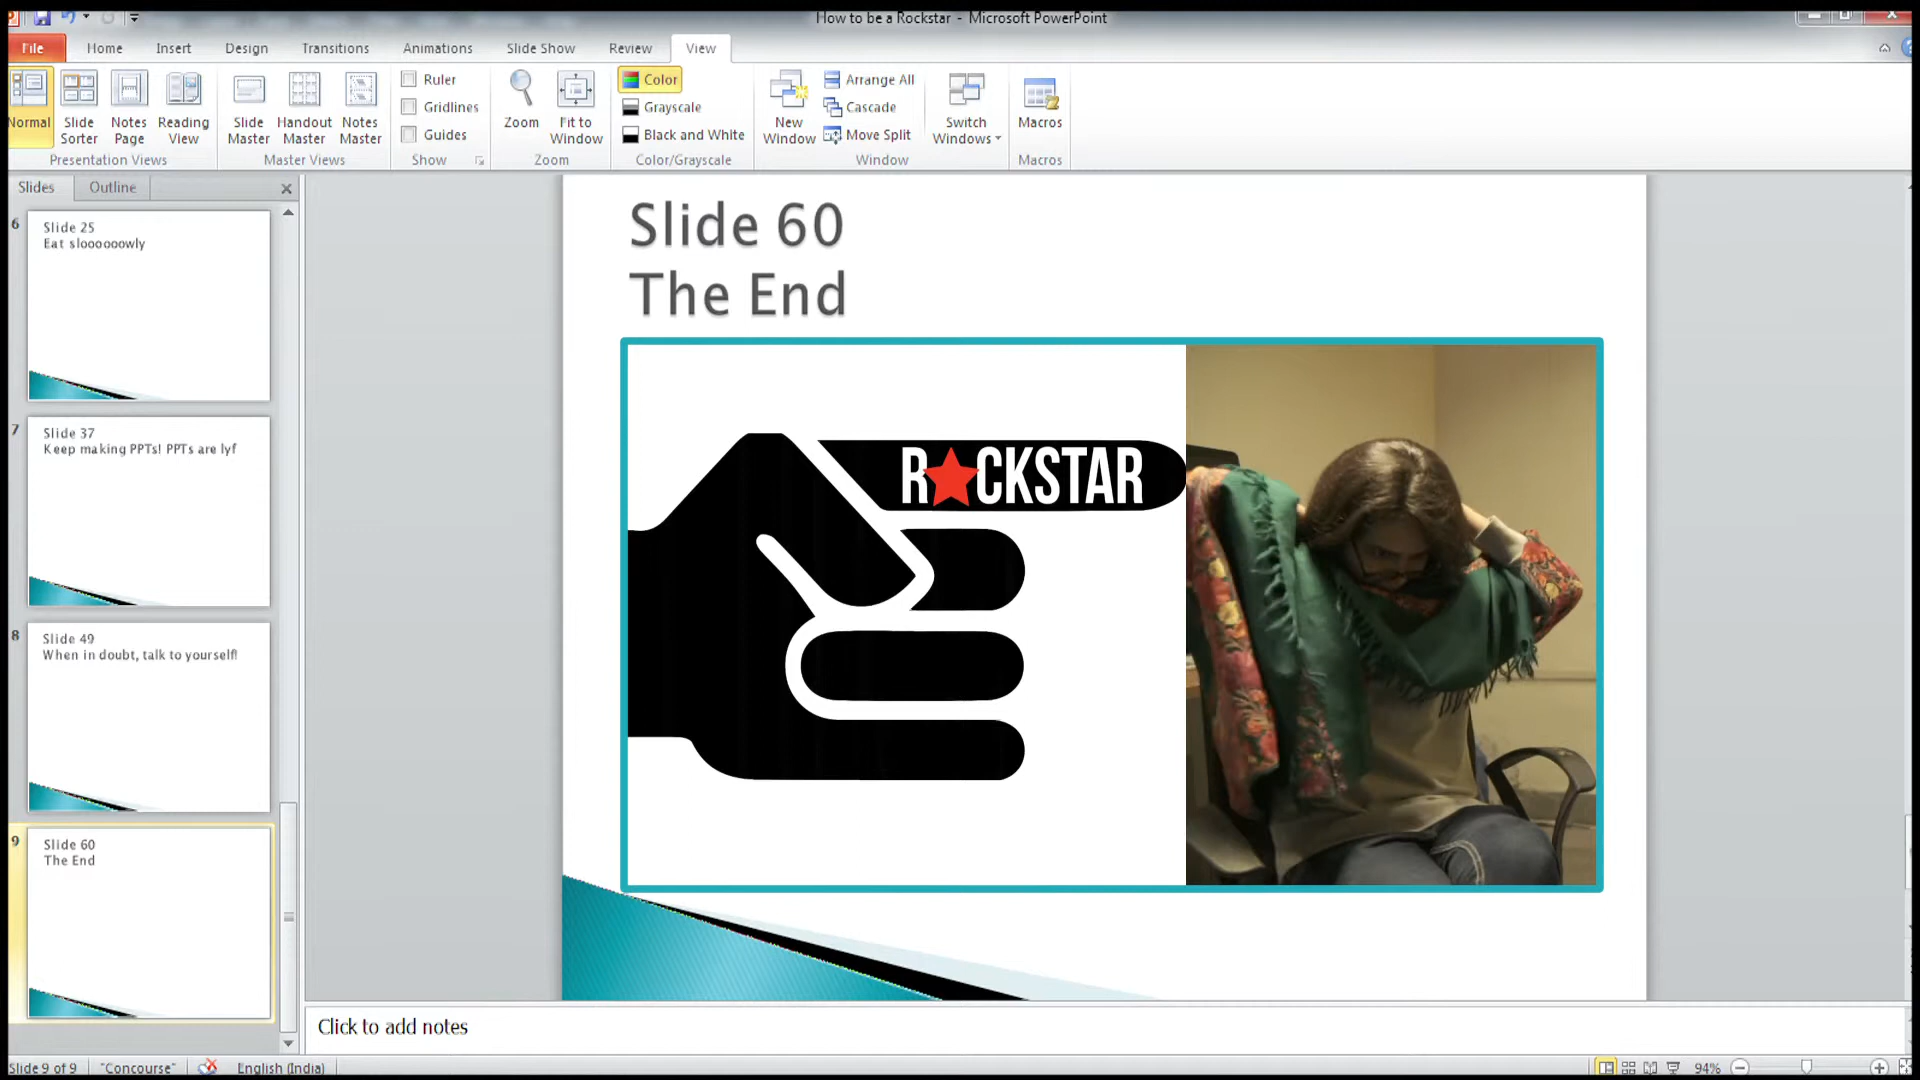 How to be a Rockstar - Microsoft PowerPoint
File
Home
Insert
Design
Transitions
Animations
Slide Show
Review
View
Normal
Slide Sorter
Notes Page
Reading View
Presentation Views
Slide Master
Handout Master
Notes Master
Master Views
Ruler
Gridlines
Guides
Show
Zoom
Fit to Window
Zoom
Color
Grayscale
Black and White
Color/Grayscale
New Window
Arrange All
Cascade
Move Split
Switch Windows
Window
Macros
Macros
Slides
Outline
6
Slide 25
Eat slooooooowly
7
Slide 37
Keep making PPTs! PPTs are lyf
8
Slide 49
When in doubt, talk to yourself!
9
Slide 60
The End
Slide 60
The End
R★CKSTAR
Click to add notes
Slide 9 of 9
"Concourse"
English (India)
94%